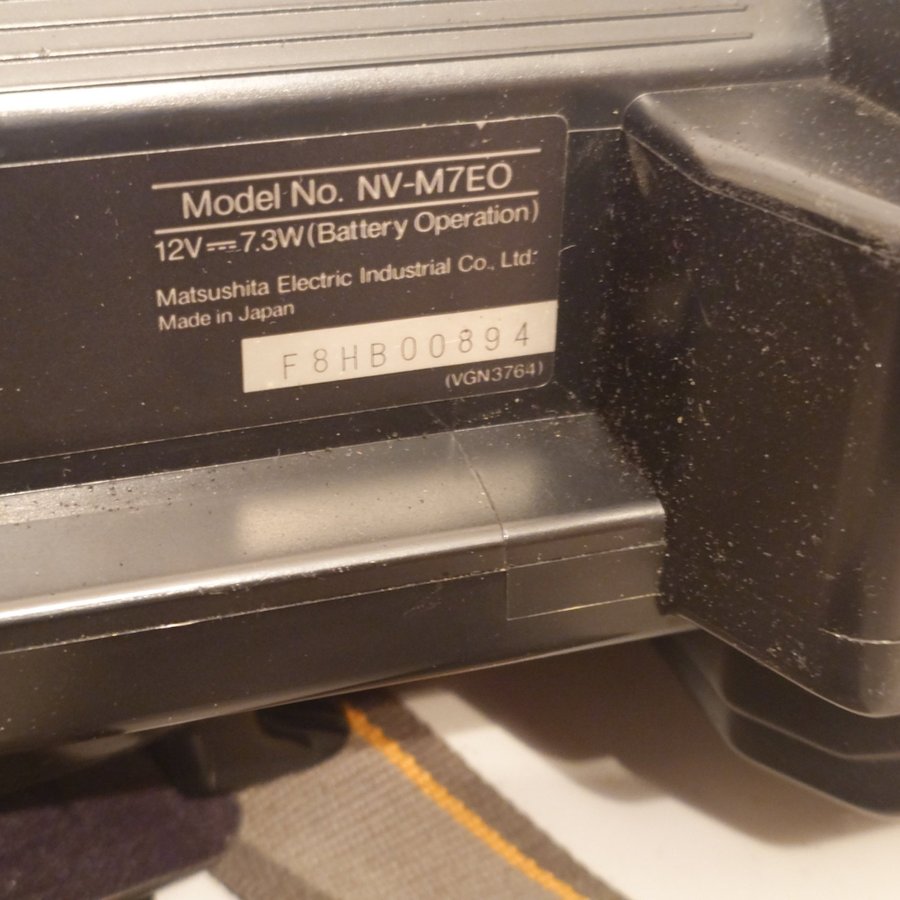 Model No. NV-M7EO
12V⎓7.3W (Battery Operation)
Matsushita Electric Industrial Co., Ltd.
Made in Japan
F8HB00894
(VGN3764)